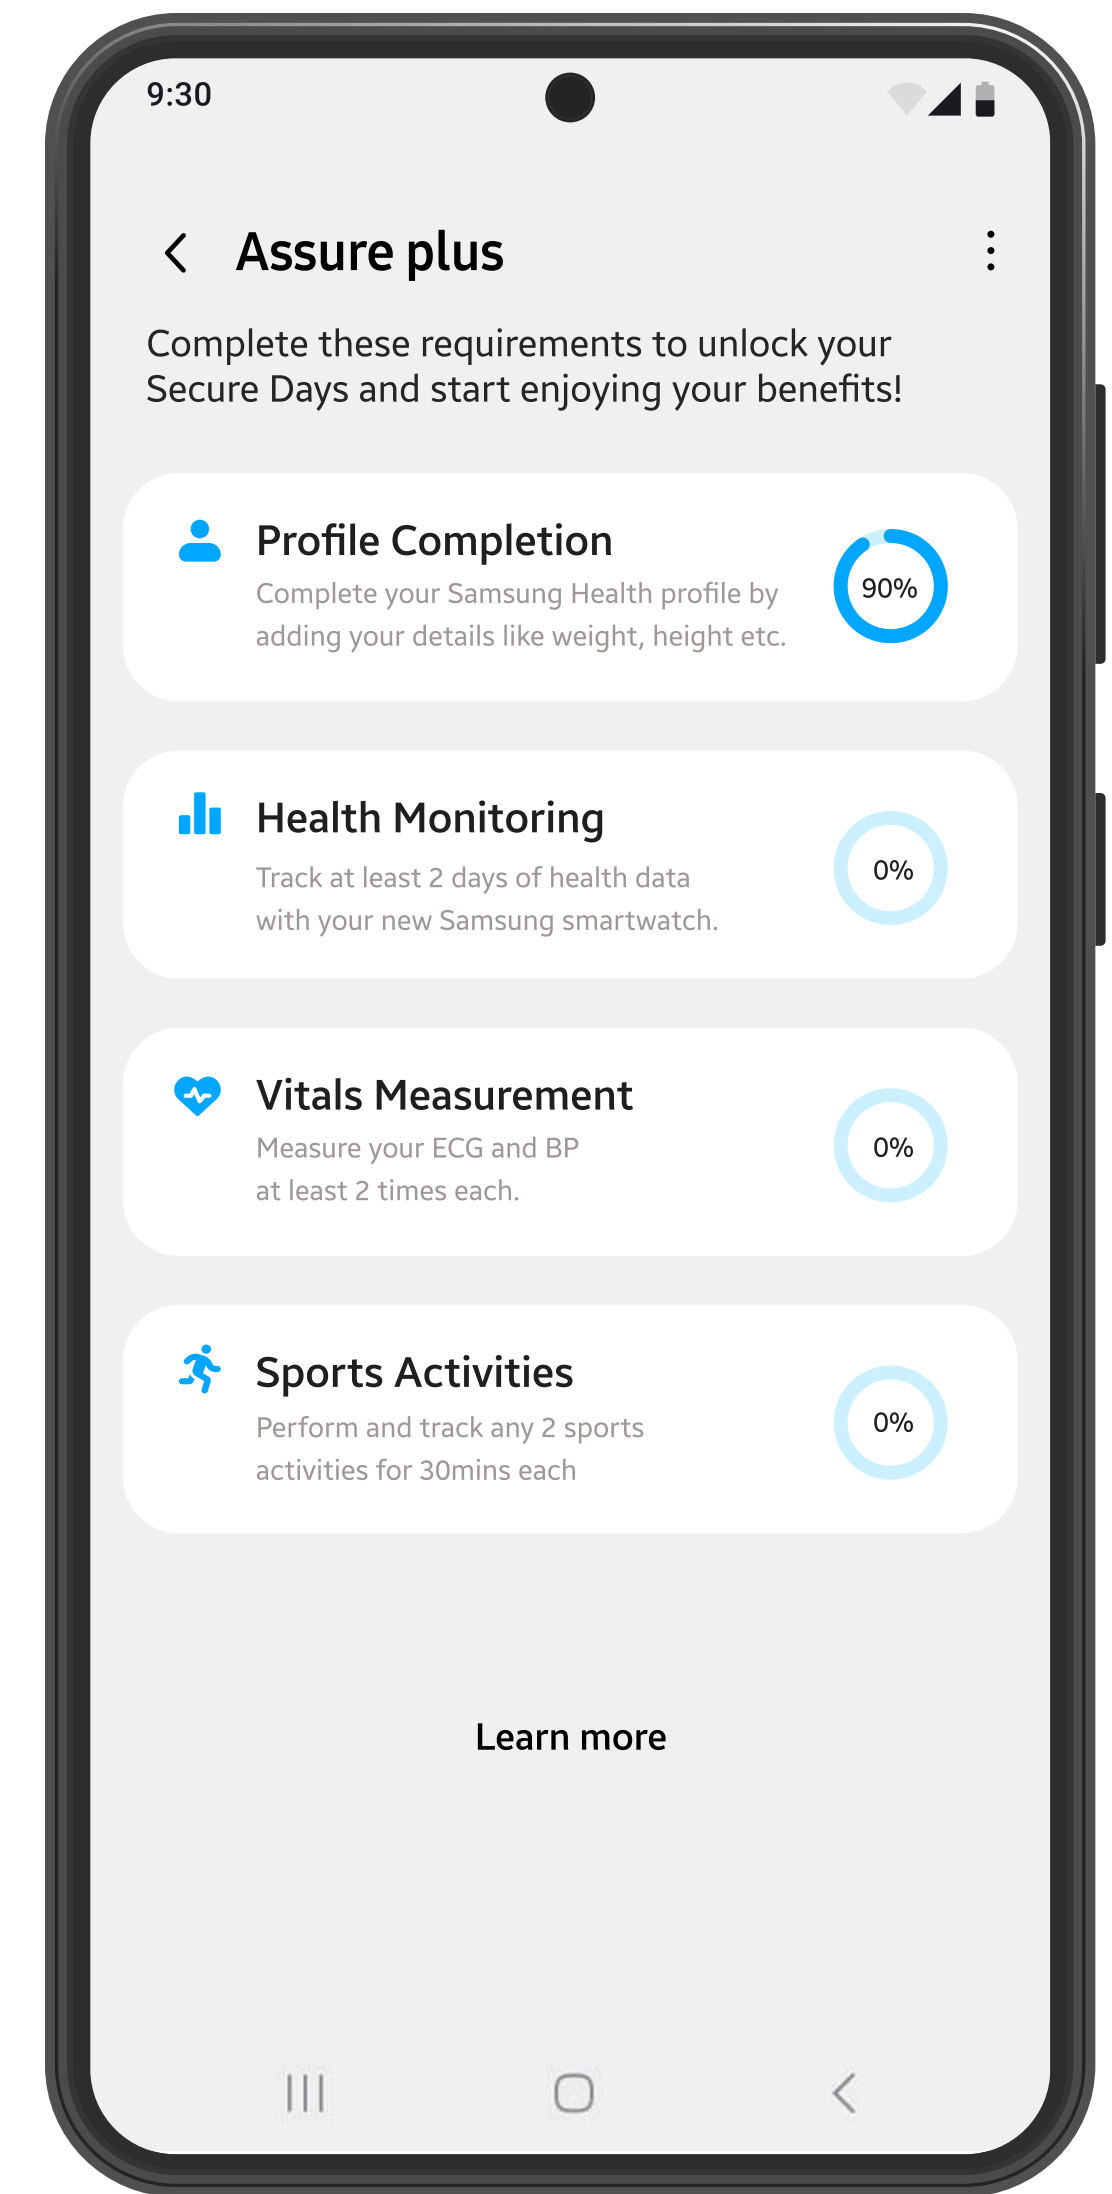 9:30
Assure plus
Complete these requirements to unlock your
Secure Days and start enjoying your benefits!
Profile Completion
Complete your Samsung Health profile by
adding your details like weight, height etc.
90%
Health Monitoring
Track at least 2 days of health data
with your new Samsung smartwatch.
0%
Vitals Measurement
Measure your ECG and BP
at least 2 times each.
0%
Sports Activities
Perform and track any 2 sports
activities for 30mins each
0%
Learn more